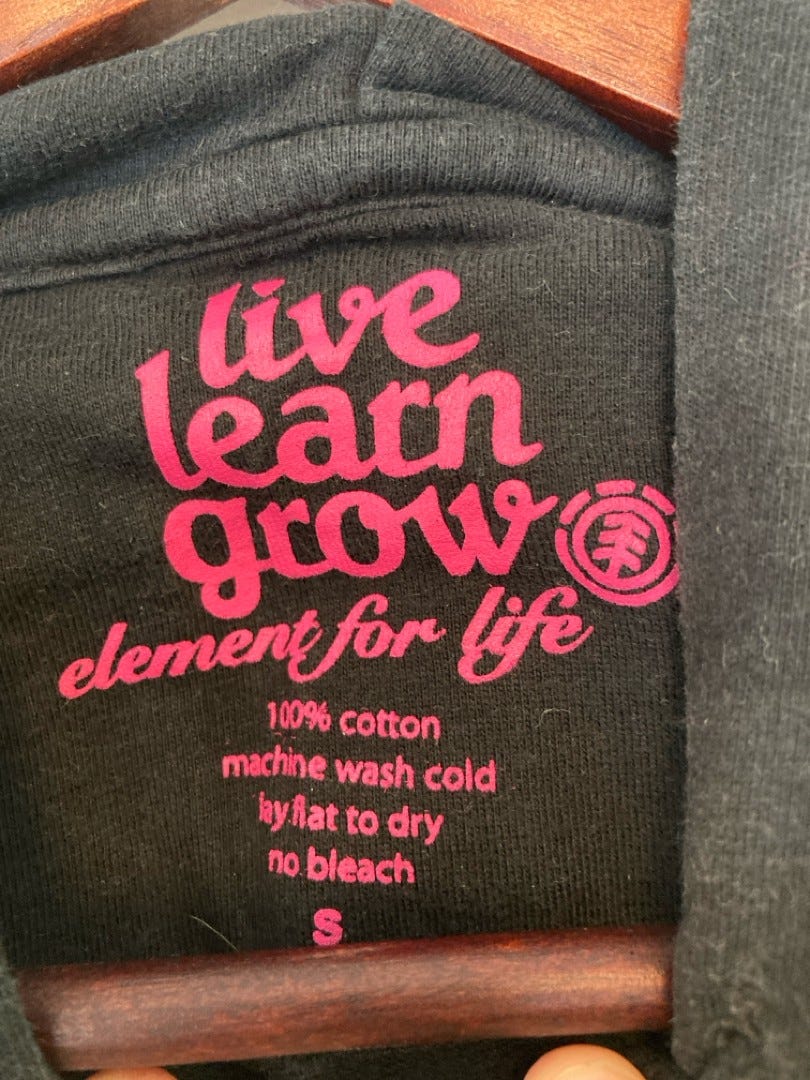 live
learn
grow
element for life
100% cotton
machine wash cold
lay flat to dry
no bleach
S